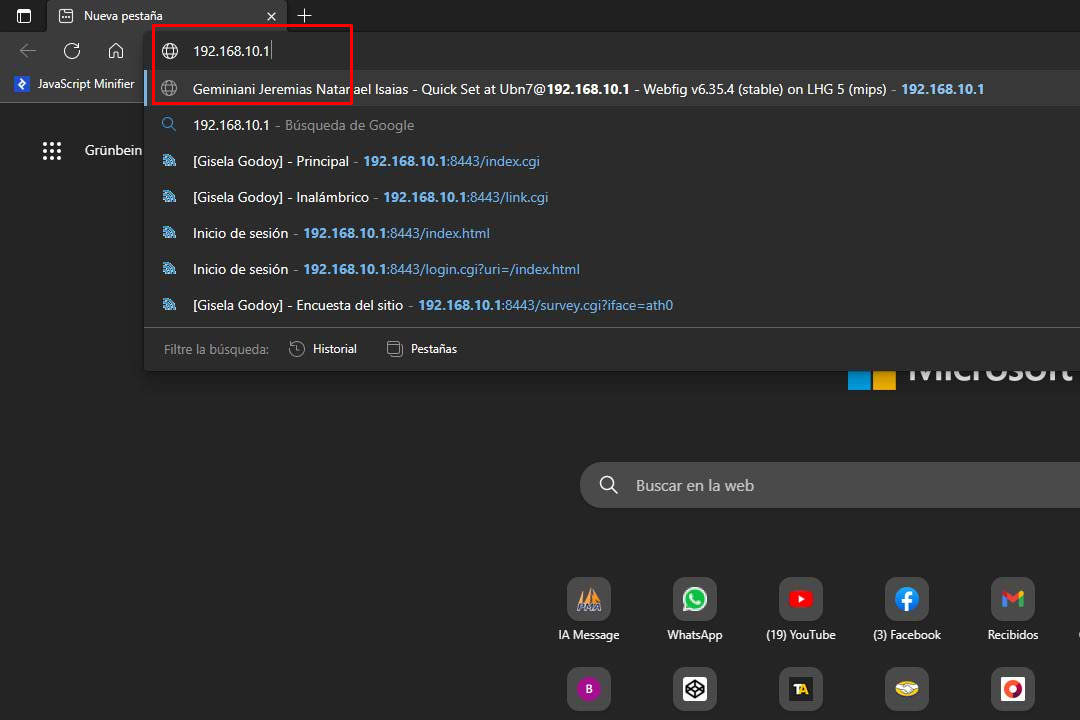 Nueva pestaña
192.168.10.1
JavaScript Minifier
Geminiani Jeremias Natanael Isaias - Quick Set at Ubn7@192.168.10.1 - Webfig v6.35.4 (stable) on LHG 5 (mips) - 192.168.10.1
192.168.10.1 - Búsqueda de Google
Grünbein
[Gisela Godoy] - Principal - 192.168.10.1:8443/index.cgi
[Gisela Godoy] - Inalámbrico - 192.168.10.1:8443/link.cgi
Inicio de sesión - 192.168.10.1:8443/index.html
Inicio de sesión - 192.168.10.1:8443/login.cgi?uri=/index.html
[Gisela Godoy] - Encuesta del sitio - 192.168.10.1:8443/survey.cgi?iface=ath0
Filtre la búsqueda: Historial Pestañas
Microsoft
Buscar en la web
PMA
IA Message WhatsApp (19) YouTube (3) Facebook Recibidos
B TA